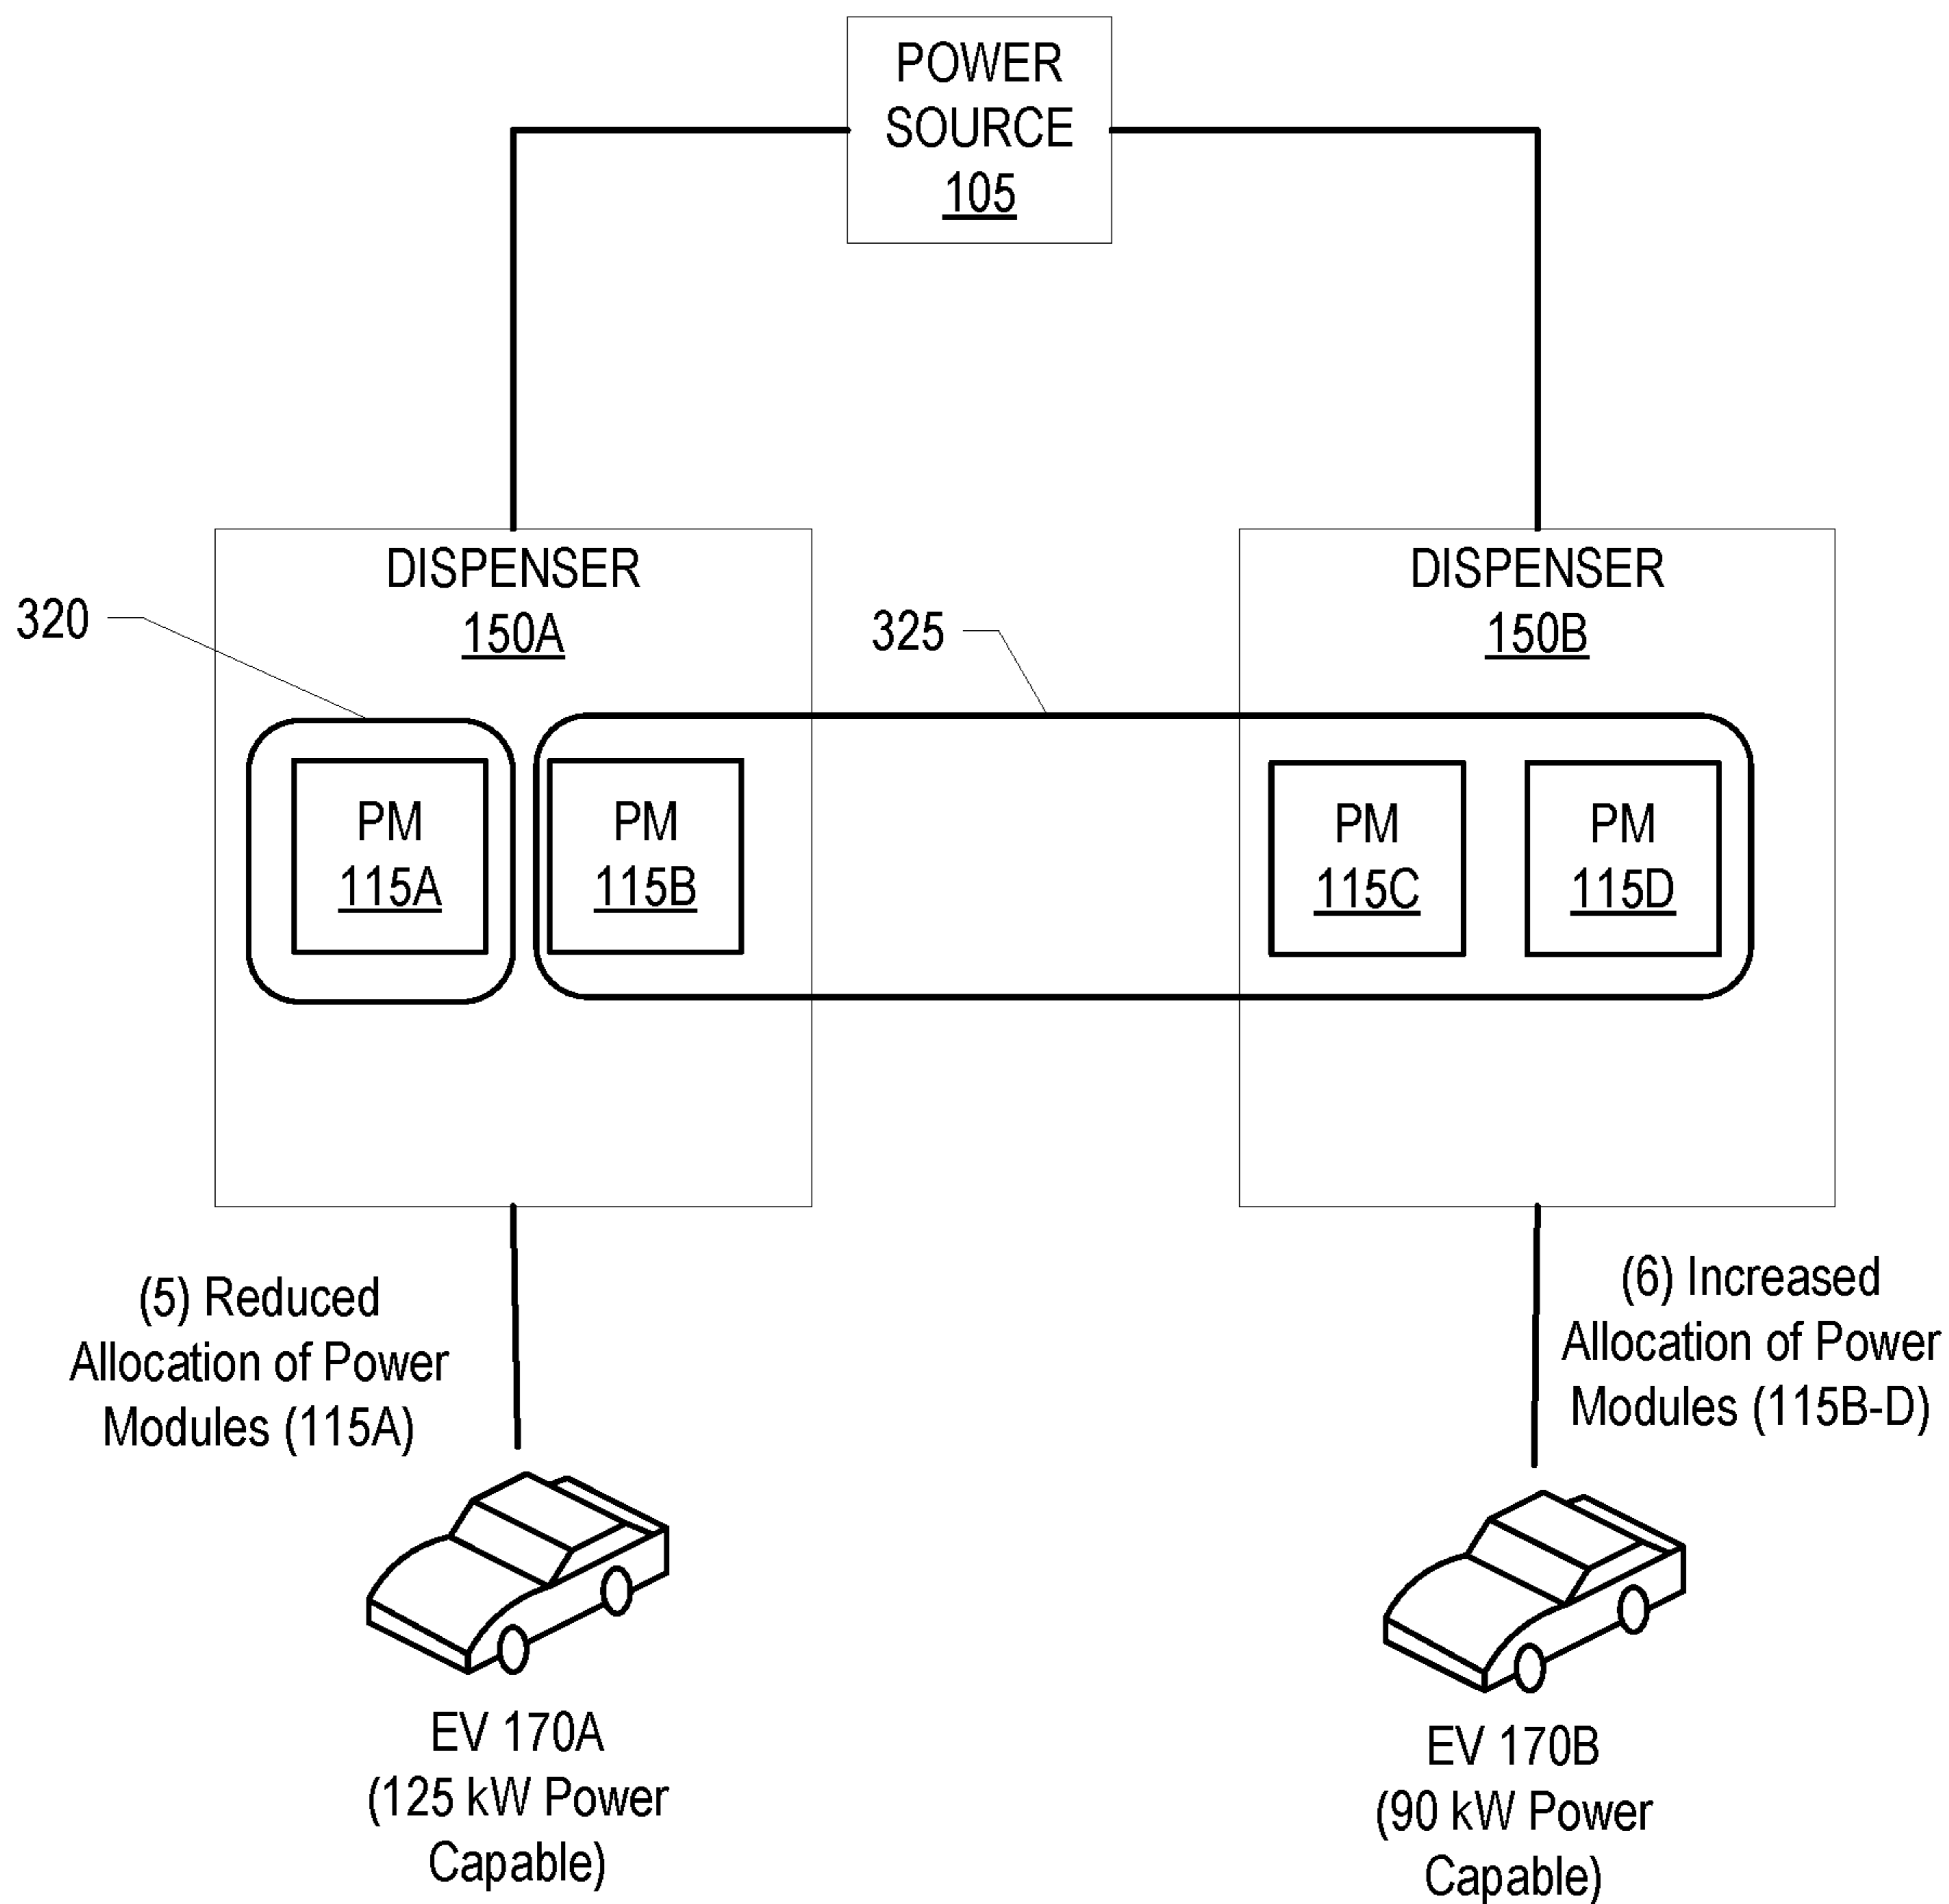 POWER
SOURCE
105
DISPENSER
150A
DISPENSER
150B
320
325
PM
115A
PM
115B
PM
115C
PM
115D
(5) Reduced
Allocation of Power
Modules (115A)
(6) Increased
Allocation of Power
Modules (115B-D)
EV 170A
(125 kW Power
Capable)
EV 170B
(90 kW Power
Capable)